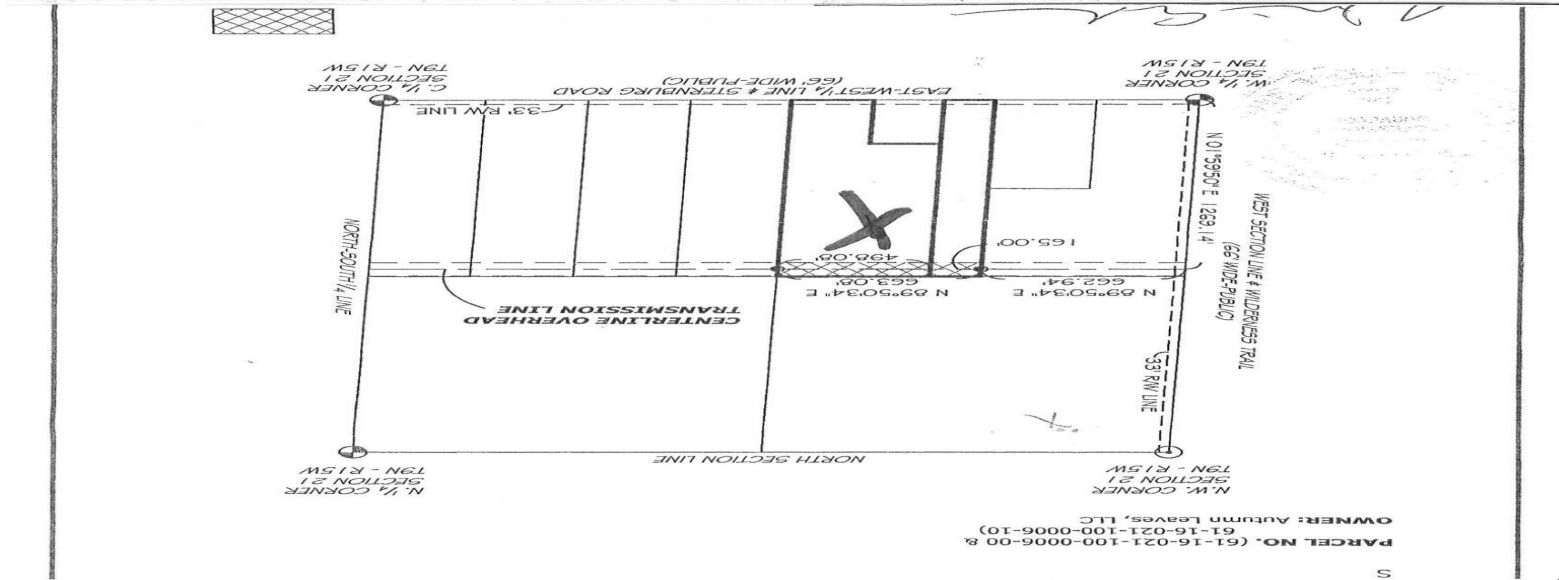 S
PARCEL NO. (61-16-021-100-0006-00 &
61-16-021-100-0006-10)
OWNER: Autumn Leaves, LLC
N.W. CORNER
SECTION 21
T9N - R15W
NORTH SECTION LINE
N. 1/4 CORNER
SECTION 21
T9N - R15W
33' R/W LINE
WEST SECTION LINE & WILDERNESS TRAIL
(66' WIDE-PUBLIC)
N 01°59'50" E 1269.14'
CENTERLINE OVERHEAD
TRANSMISSION LINE
N 89°50'34" E
662.94'
N 89°50'34" E
663.08'
498.08'
165.00'
X
NORTH-SOUTH 1/4 LINE
33' R/W LINE
W. 1/4 CORNER
SECTION 21
T9N - R15W
EAST-WEST 1/4 LINE & STERNBURG ROAD
(66' WIDE-PUBLIC)
C. 1/4 CORNER
SECTION 21
T9N - R15W